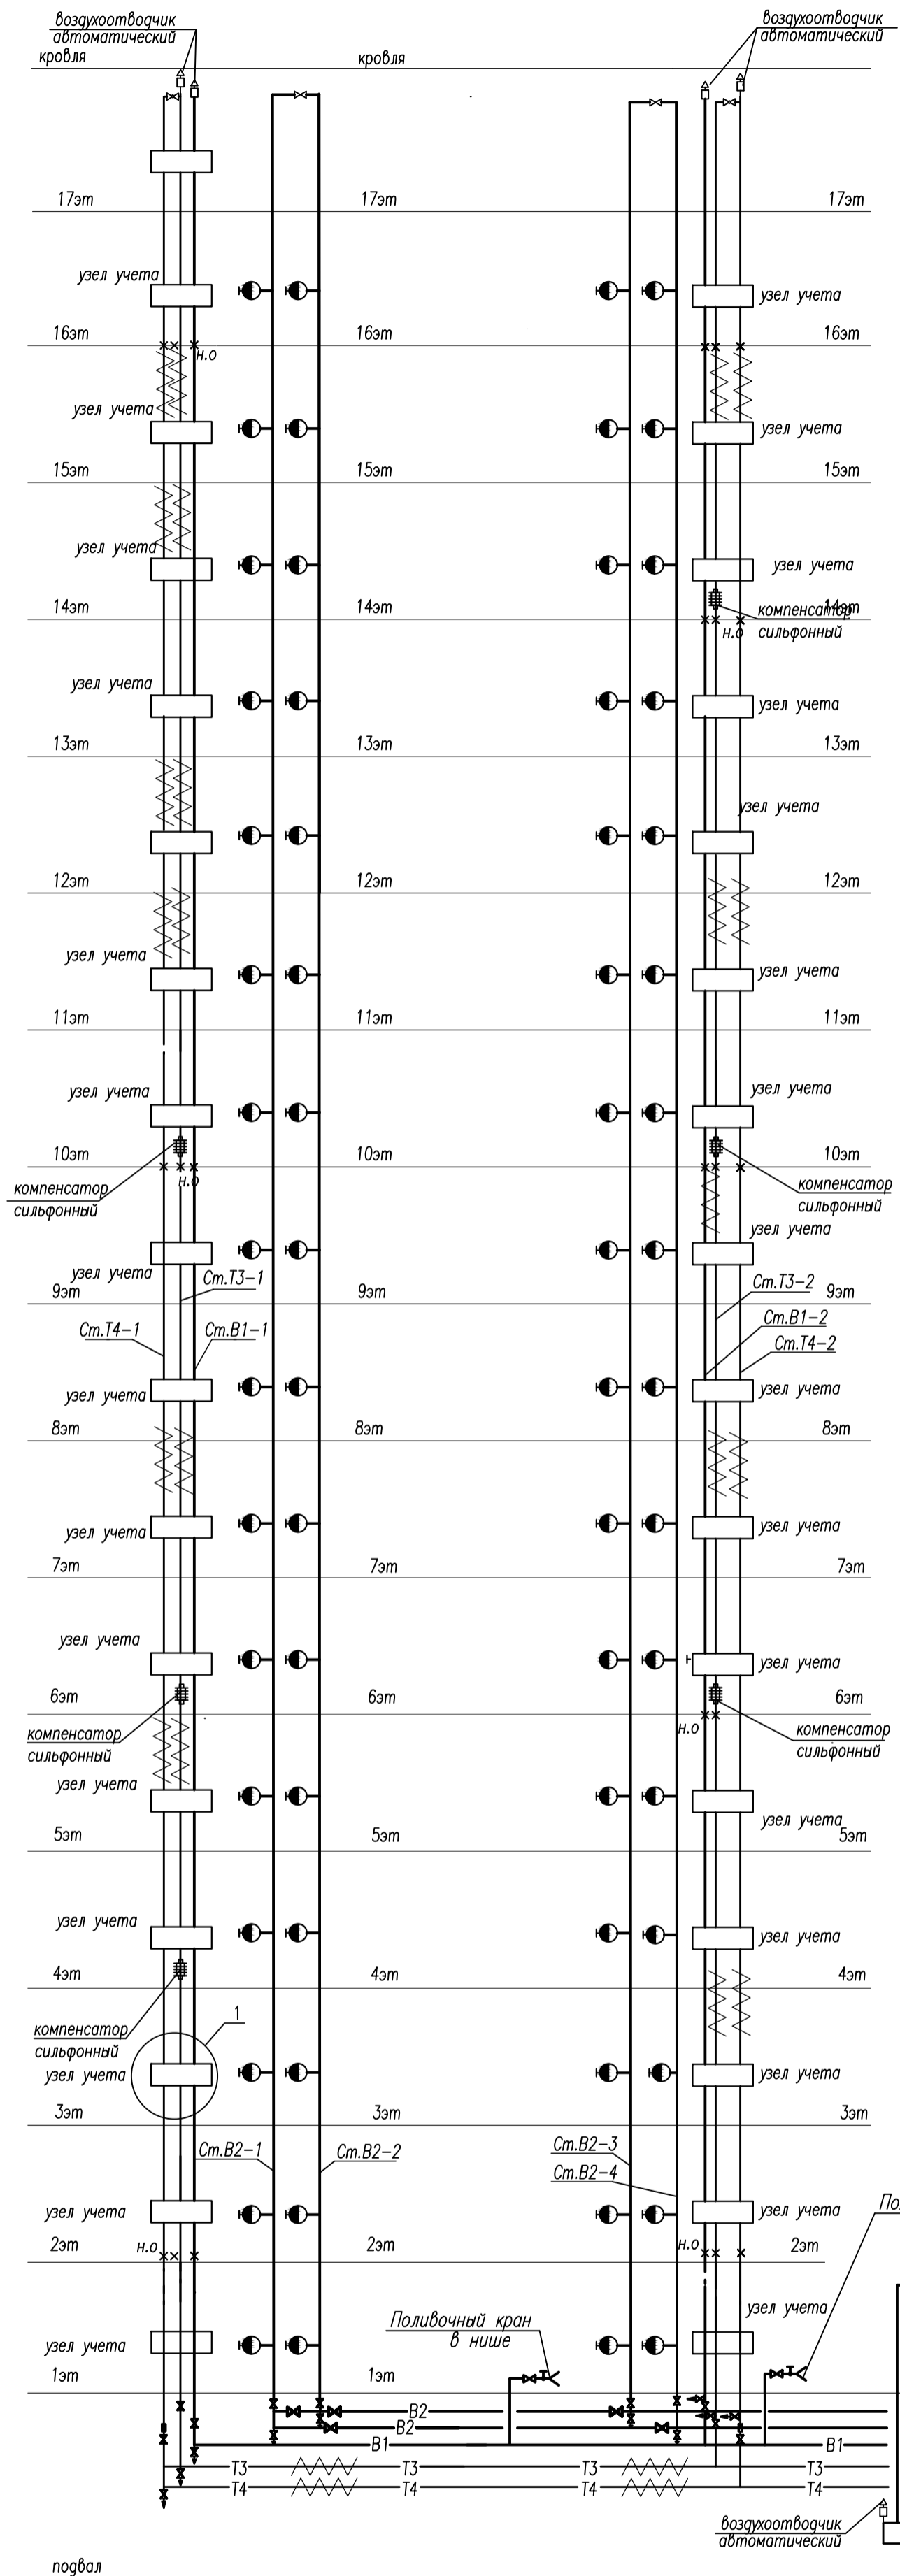 воздухоотводчик
автоматический
воздухоотводчик
автоматический
кровля
кровля
17эт
17эт
17эт
узел учета
узел учета
16эт
16эт
16эт
н.о
узел учета
узел учета
15эт
15эт
15эт
узел учета
узел учета
14эт
14эт
14эт
компенсатор
сильфонный
н.о
узел учета
узел учета
13эт
13эт
13эт
узел учета
12эт
12эт
12эт
узел учета
узел учета
11эт
11эт
11эт
узел учета
узел учета
10эт
10эт
10эт
н.о
компенсатор
сильфонный
компенсатор
сильфонный
узел учета
узел учета
9эт
9эт
9эт
Ст.Т3-1
Ст.Т3-2
Ст.Т4-1
Ст.В1-1
Ст.В1-2
Ст.Т4-2
узел учета
узел учета
8эт
8эт
8эт
узел учета
узел учета
7эт
7эт
7эт
узел учета
узел учета
6эт
6эт
6эт
н.о
компенсатор
сильфонный
компенсатор
сильфонный
узел учета
узел учета
5эт
5эт
5эт
узел учета
узел учета
4эт
4эт
4эт
1
компенсатор
сильфонный
узел учета
узел учета
3эт
3эт
3эт
Ст.В2-1
Ст.В2-2
Ст.В2-3
Ст.В2-4
узел учета
узел учета
2эт
н.о
2эт
н.о
2эт
узел учета
узел учета
Поливочный кран
в нише
1эт
1эт
1эт
В2
В2
В1
В1
Т3
Т3
Т3
Т3
Т4
Т4
Т4
Т4
воздухоотводчик
автоматический
подвал